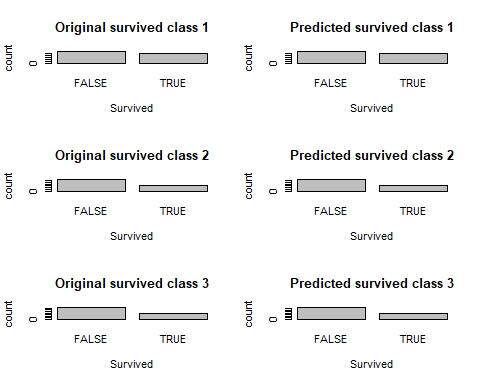 Original survived class 1
Predicted survived class 1
count
0
FALSE
TRUE
Survived
count
0
FALSE
TRUE
Survived
Original survived class 2
Predicted survived class 2
count
0
FALSE
TRUE
Survived
count
0
FALSE
TRUE
Survived
Original survived class 3
Predicted survived class 3
count
0
FALSE
TRUE
Survived
count
0
FALSE
TRUE
Survived